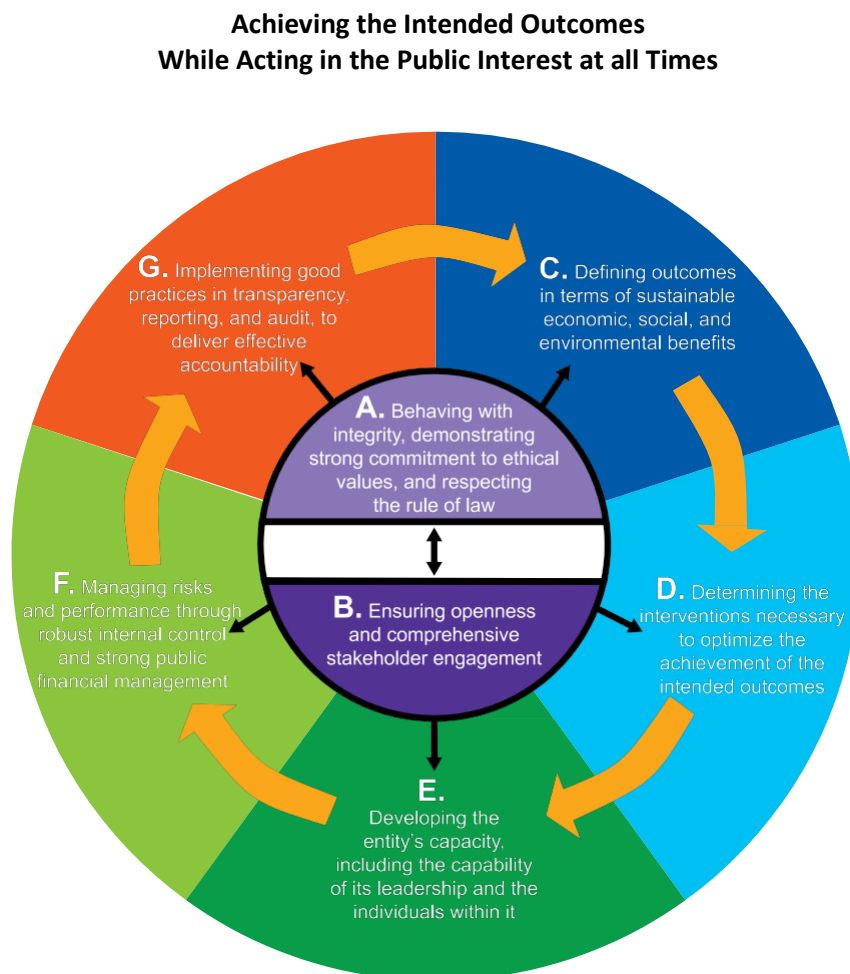 Achieving the Intended Outcomes
While Acting in the Public Interest at all Times
G. Implementing good
practices in transparency,
reporting, and audit, to
deliver effective
accountability
C. Defining outcomes
in terms of sustainable
economic, social, and
environmental benefits
A. Behaving with
integrity, demonstrating
strong commitment to ethical
values, and respecting
the rule of law
F. Managing risks
and performance through
robust internal control
and strong public
financial management
B. Ensuring openness
and comprehensive
stakeholder engagement
D. Determining the
interventions necessary
to optimize the
achievement of the
intended outcomes
E.
Developing the
entity's capacity,
including the capability
of its leadership and the
individuals within it